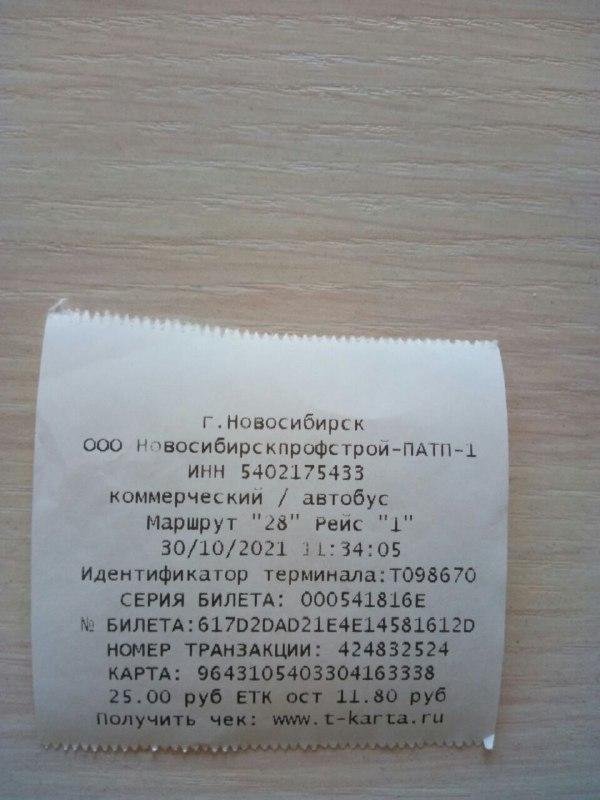 г.Новосибирск
ООО Новосибирскпрофстрой-ПАТП-1
ИНН 5402175433
коммерческий / автобус
Маршрут "28" Рейс "1"
30/10/2021 11:34:05
Идентификатор терминала:T098670
СЕРИЯ БИЛЕТА: 000541816E
№ БИЛЕТА:617D2DAD21E4E14581612D
НОМЕР ТРАНЗАКЦИИ: 424832524
КАРТА: 9643105403304163338
25.00 руб ЕТК ост 11.80 руб
Получить чек: www.t-karta.ru